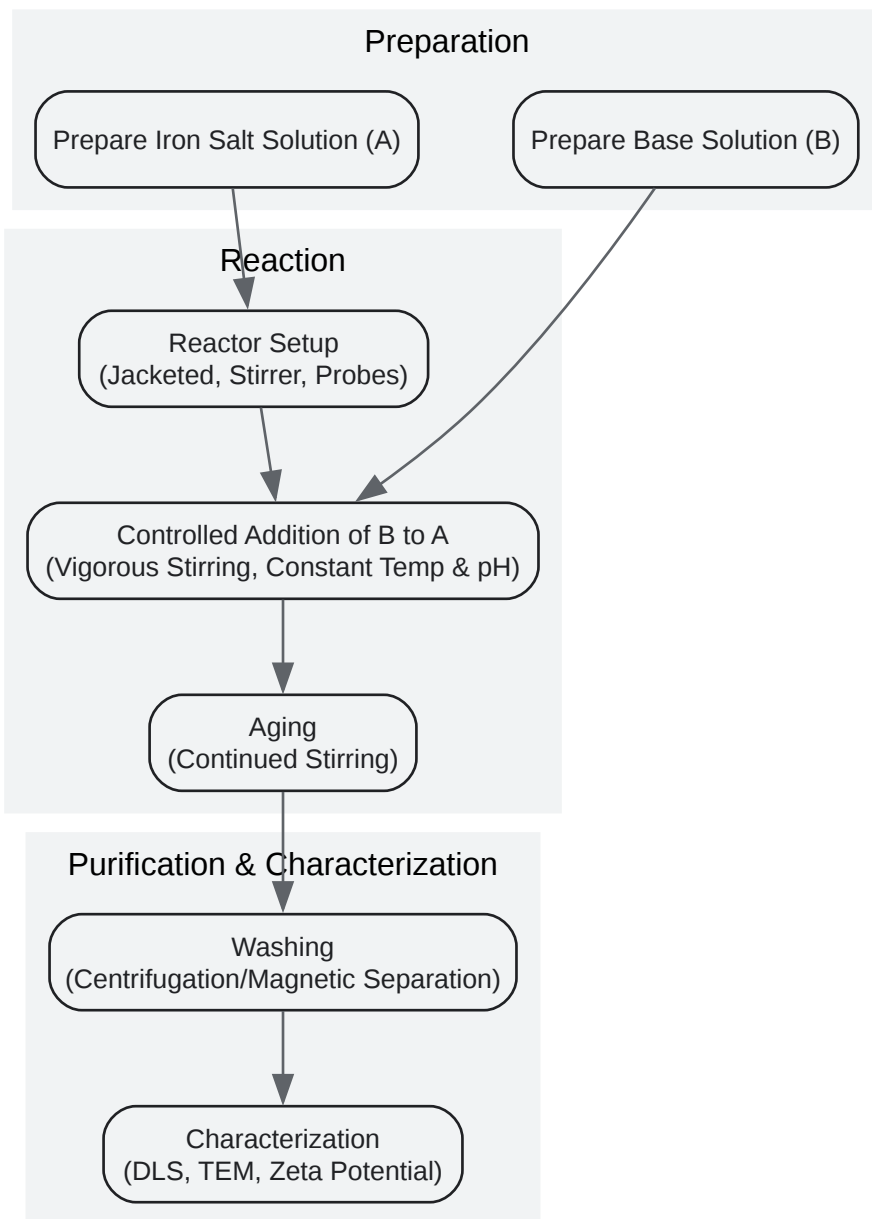 Preparation
Prepare Iron Salt Solution (A)
Prepare Base Solution (B)
Reaction
Reactor Setup
(Jacketed, Stirrer, Probes)
Controlled Addition of B to A
(Vigorous Stirring, Constant Temp & pH)
Aging
(Continued Stirring)
Purification & Characterization
Washing
(Centrifugation/Magnetic Separation)
Characterization
(DLS, TEM, Zeta Potential)